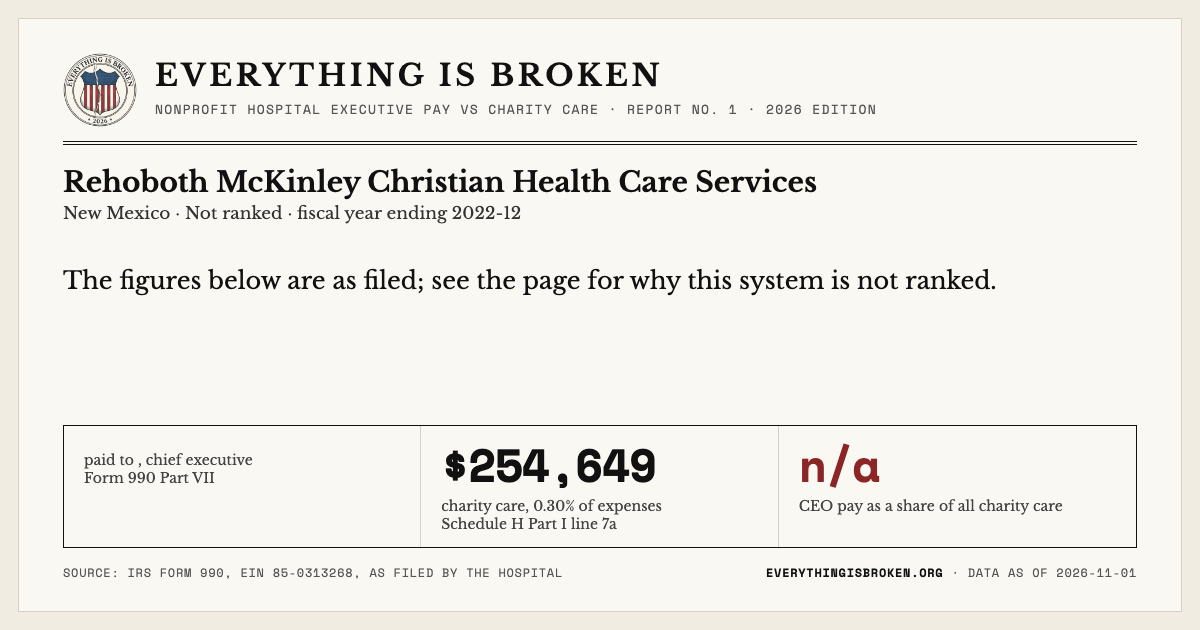 EVERYTHING IS BROKEN
· 2026 ·
EVERYTHING IS BROKEN
NONPROFIT HOSPITAL EXECUTIVE PAY VS CHARITY CARE · REPORT NO. 1 · 2026 EDITION
Rehoboth McKinley Christian Health Care Services
New Mexico · Not ranked · fiscal year ending 2022-12
The figures below are as filed; see the page for why this system is not ranked.
paid to , chief executive
Form 990 Part VII
$254,649
charity care, 0.30% of expenses
Schedule H Part I line 7a
n/a
CEO pay as a share of all charity care
SOURCE: IRS FORM 990, EIN 85-0313268, AS FILED BY THE HOSPITAL
EVERYTHINGISBROKEN.ORG · DATA AS OF 2026-11-01